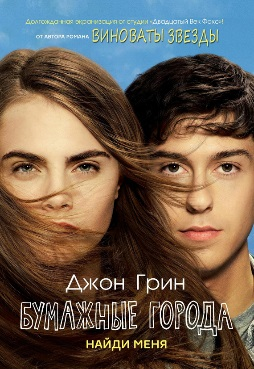 Долгожданная экранизация от студии «Двадцатый Век Фокс»!
ОТ АВТОРА РОМАНА ВИНОВАТЫ ЗВЕЗДЫ
Джон Грин
БУМАЖНЫЕ ГОРОДА
НАЙДИ МЕНЯ